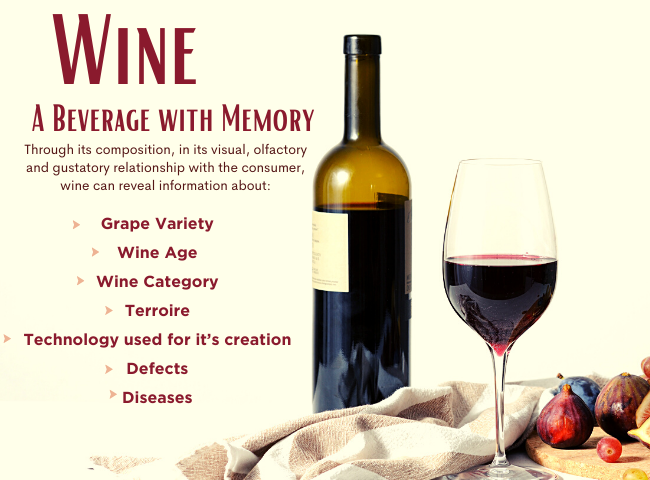 Wine
A Beverage with Memory
Through its composition, in its visual, olfactory
and gustatory relationship with the consumer,
wine can reveal information about:
Grape Variety
Wine Age
Wine Category
Terroire
Technology used for it's creation
Defects
Diseases